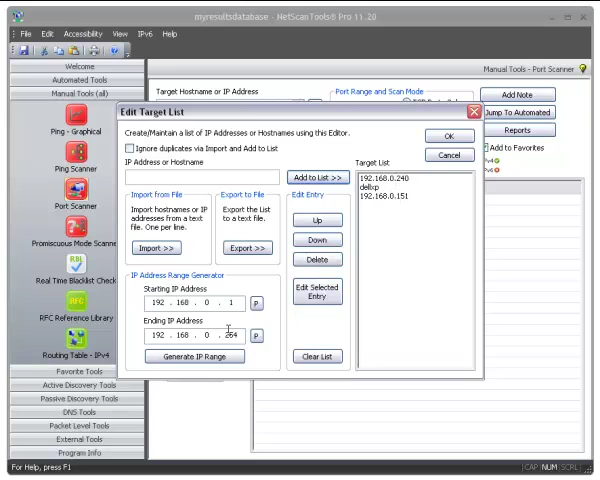 myresultsdatabase - NetScanTools® Pro 11.20
File Edit Accessibility View IPv6 Help
Welcome
Automated Tools
Manual Tools (all)
Manual Tools - Port Scanner
Ping - Graphical
Ping Scanner
Port Scanner
Promiscuous Mode Scanne
RBL
Real Time Blacklist Check
RFC
RFC Reference Library
Routing Table - IPv4
Favorite Tools
Active Discovery Tools
Passive Discovery Tools
DNS Tools
Packet Level Tools
External Tools
Program Info
Target Hostname or IP Address
Port Range and Scan Mode
Add Note
Jump To Automated
Reports
Add to Favorites
Edit Target List
Create/Maintain a list of IP Addresses or Hostnames using this Editor.
Ignore duplicates via Import and Add to List
IP Address or Hostname
Add to List >>
OK
Cancel
Target List
192.168.0.240
dellxp
192.168.0.151
Import from File
Import hostnames or IP
addresses from a text
file. One per line.
Import >>
Export to File
Export the List
to a text file.
Export >>
Edit Entry
Up
Down
Delete
Edit Selected
Entry
Clear List
IP Address Range Generator
Starting IP Address
192 . 168 . 0 . 1
P
Ending IP Address
192 . 168 . 0 . 254
P
Generate IP Range
For Help, press F1
CAP NUM SCRL